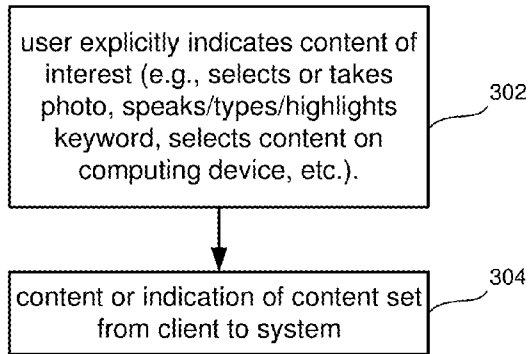 user explicitly indicates content of
interest (e.g., selects or takes
photo, speaks/types/highlights
keyword, selects content on
computing device, etc.).
302
content or indication of content set
from client to system
304